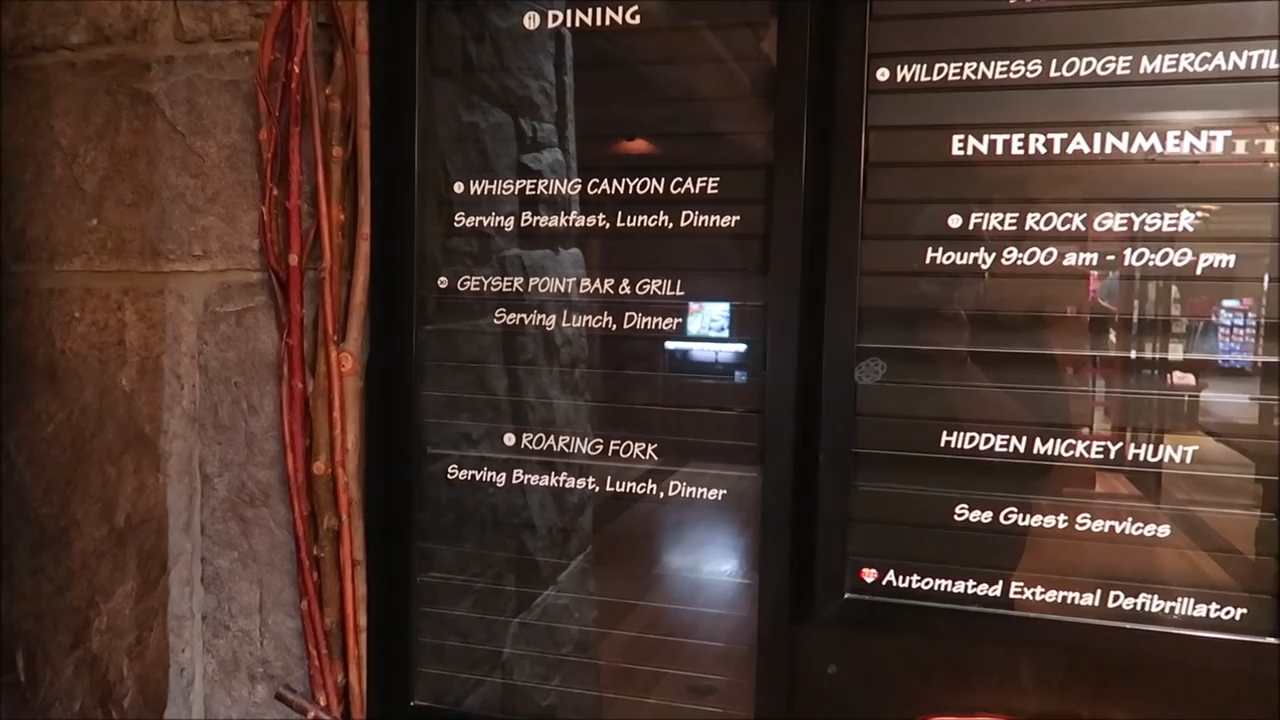 DINING
WHISPERING CANYON CAFE
Serving Breakfast, Lunch, Dinner
GEYSER POINT BAR & GRILL
Serving Lunch, Dinner
ROARING FORK
Serving Breakfast, Lunch, Dinner
WILDERNESS LODGE MERCANTIL
ENTERTAINMENT
FIRE ROCK GEYSER
Hourly 9:00 am - 10:00 pm
HIDDEN MICKEY HUNT
See Guest Services
Automated External Defibrillator